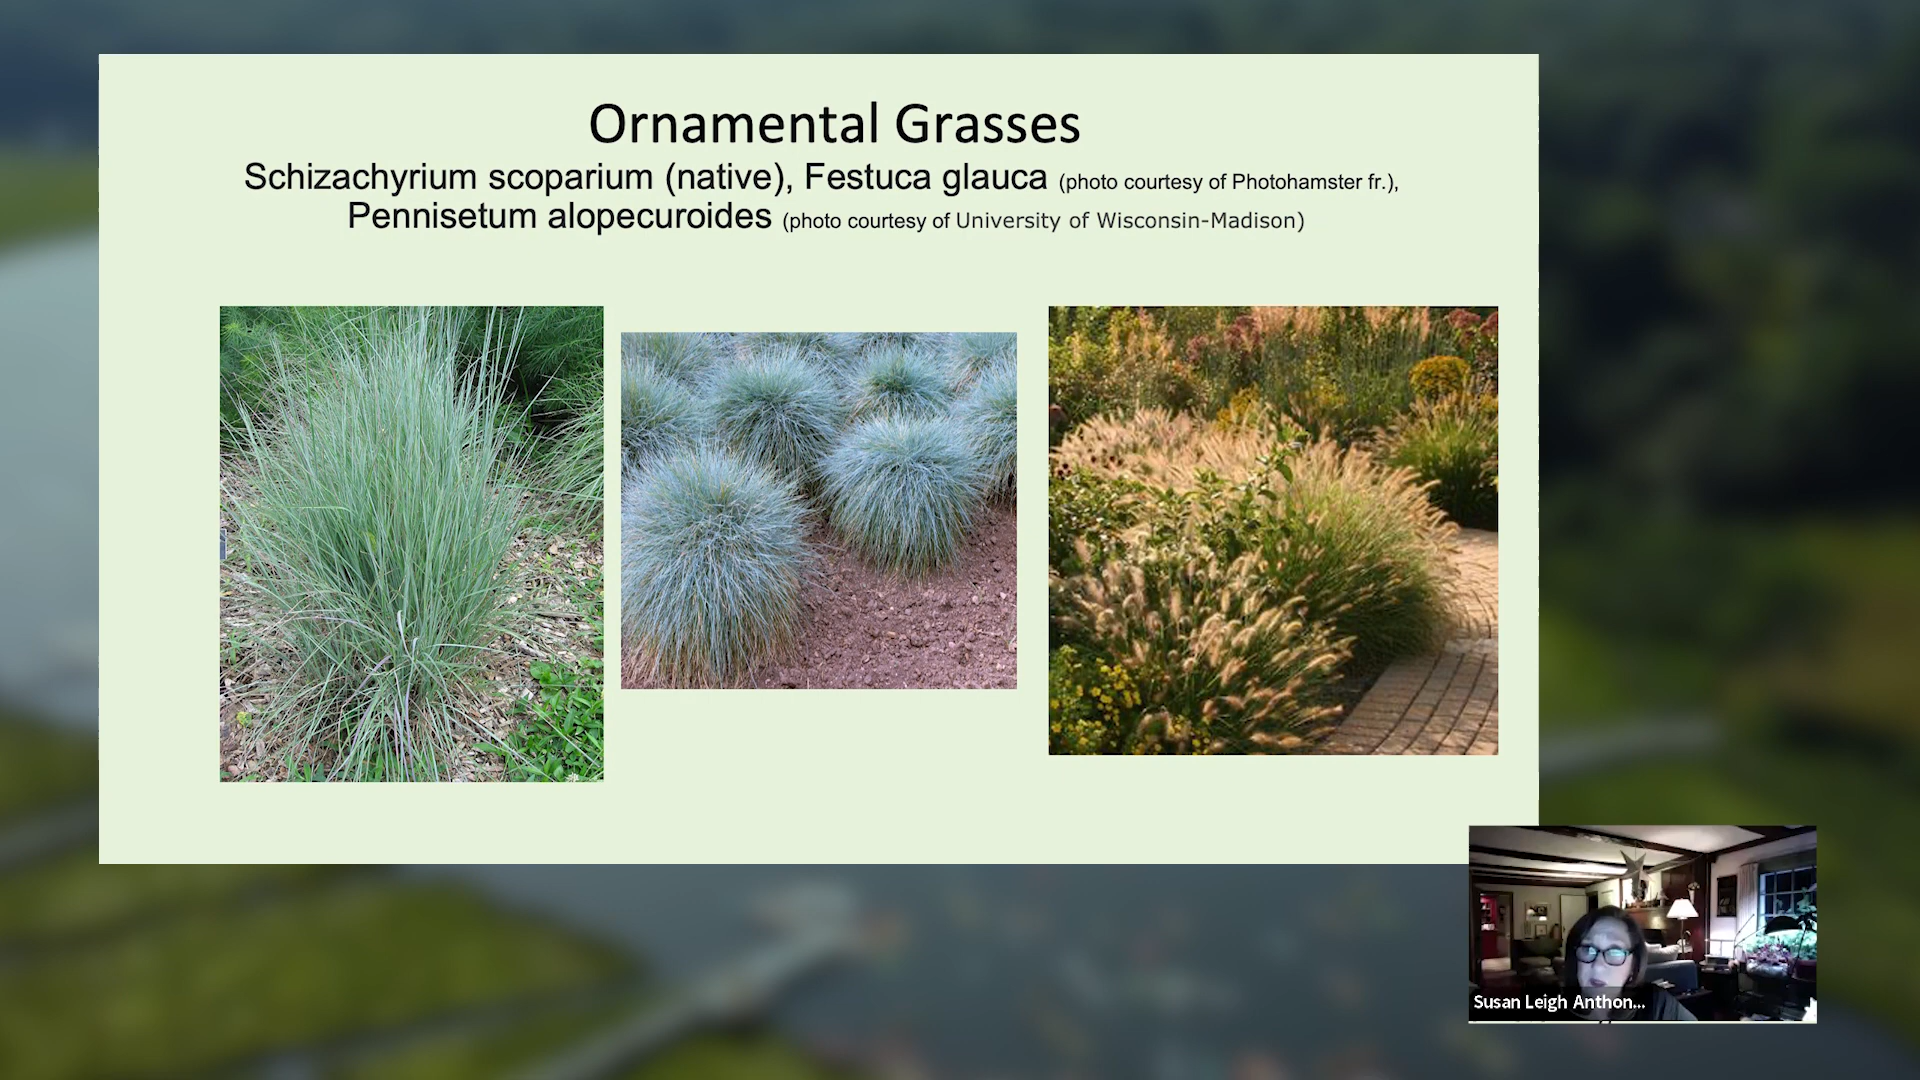 Ornamental Grasses
Schizachyrium scoparium (native), Festuca glauca (photo courtesy of Photohamster fr.),
Pennisetum alopecuroides (photo courtesy of University of Wisconsin-Madison)
Susan Leigh Anthon...